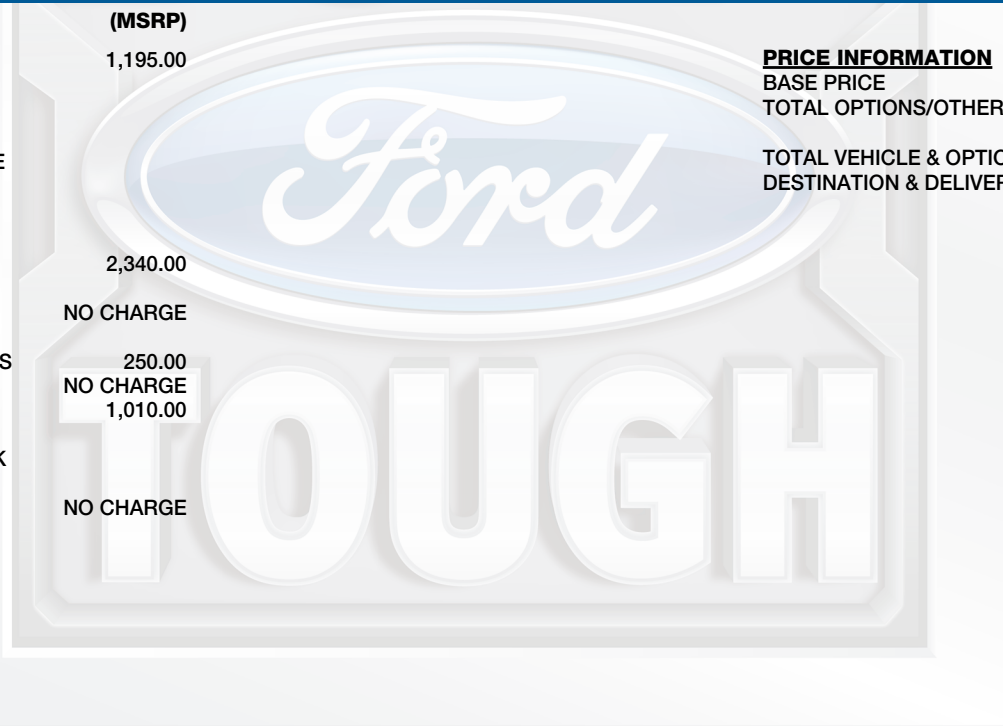 (MSRP)
1,195.00
E
2,340.00
NO CHARGE
S 250.00
NO CHARGE
1,010.00
K
NO CHARGE
PRICE INFORMATION
BASE PRICE
TOTAL OPTIONS/OTHER
TOTAL VEHICLE & OPTIO
DESTINATION & DELIVER
Ford
TOUGH